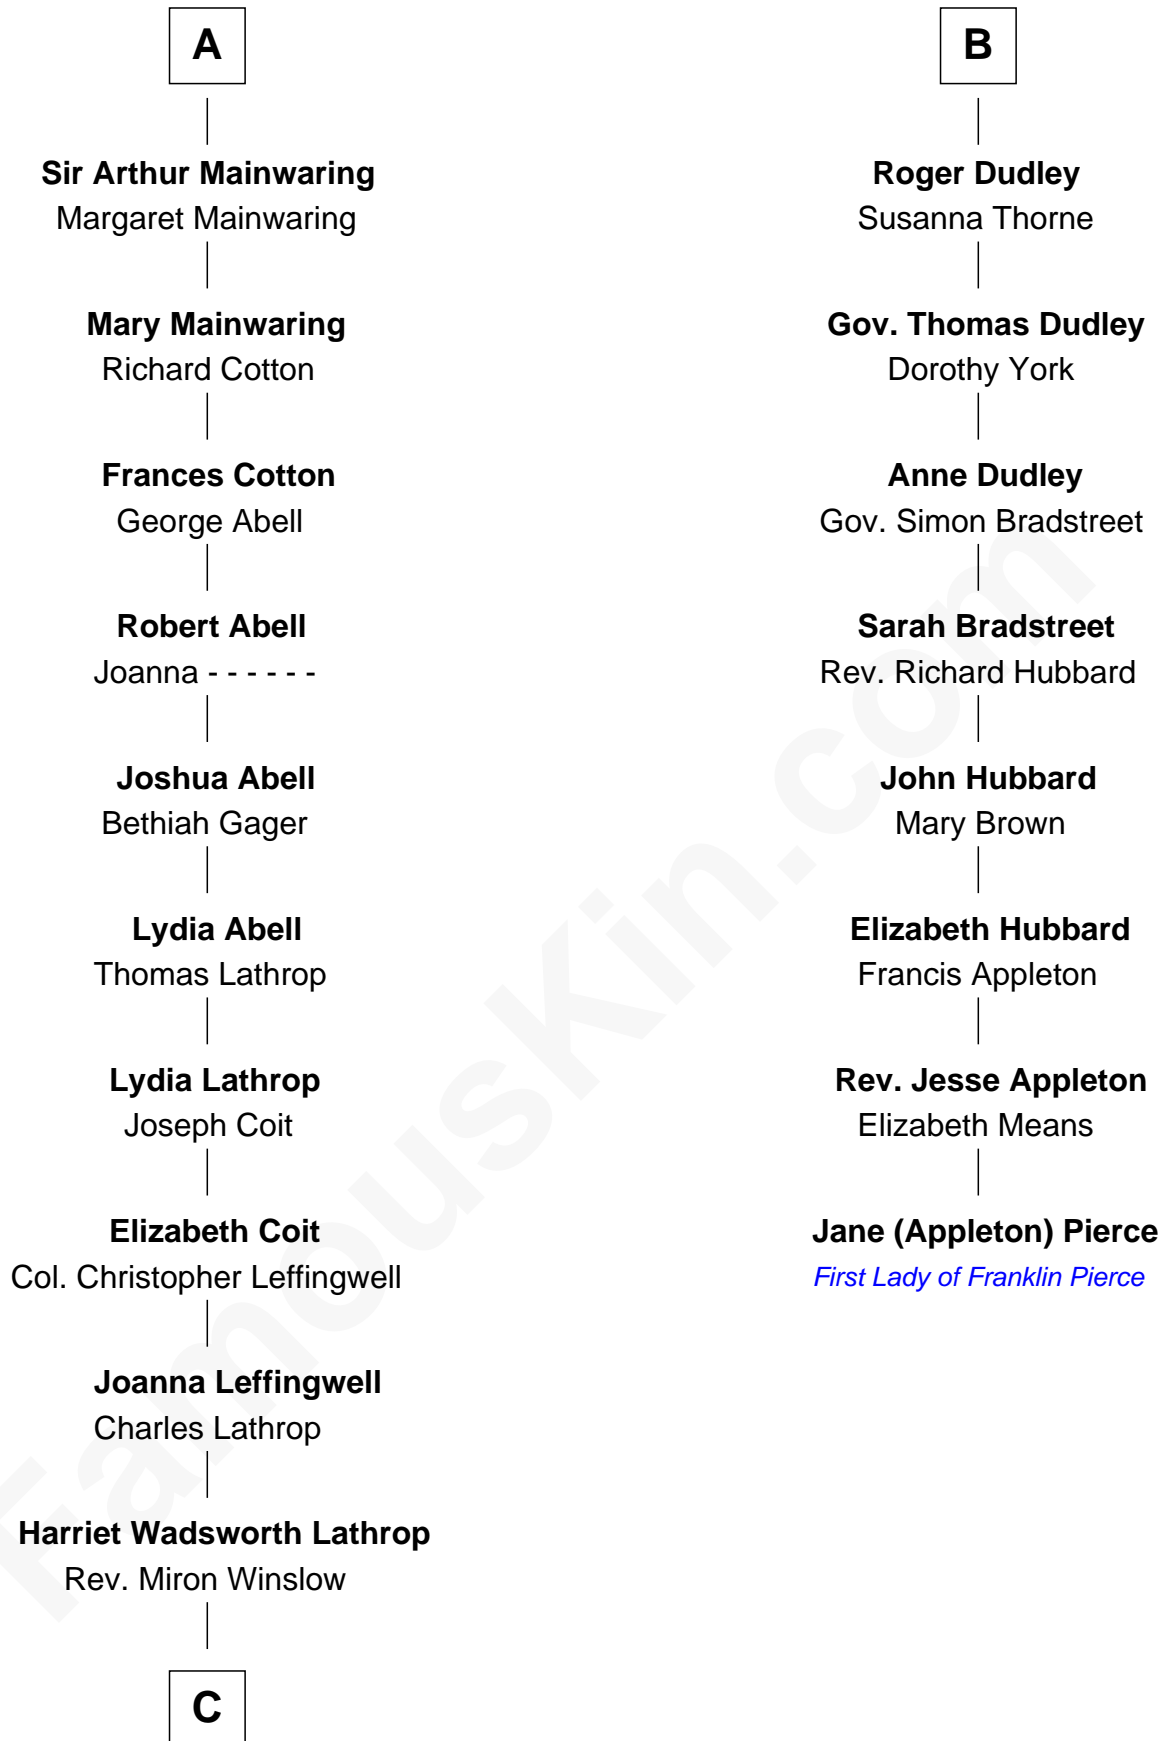 A
Sir Arthur Mainwaring
Margaret Mainwaring
Mary Mainwaring
Richard Cotton
Frances Cotton
George Abell
Robert Abell
Joanna - - - - - -
Joshua Abell
Bethiah Gager
Lydia Abell
Thomas Lathrop
Lydia Lathrop
Joseph Coit
Elizabeth Coit
Col. Christopher Leffingwell
Joanna Leffingwell
Charles Lathrop
Harriet Wadsworth Lathrop
Rev. Miron Winslow
C
B
Roger Dudley
Susanna Thorne
Gov. Thomas Dudley
Dorothy York
Anne Dudley
Gov. Simon Bradstreet
Sarah Bradstreet
Rev. Richard Hubbard
John Hubbard
Mary Brown
Elizabeth Hubbard
Francis Appleton
Rev. Jesse Appleton
Elizabeth Means
Jane (Appleton) Pierce
First Lady of Franklin Pierce
FamousKin.com